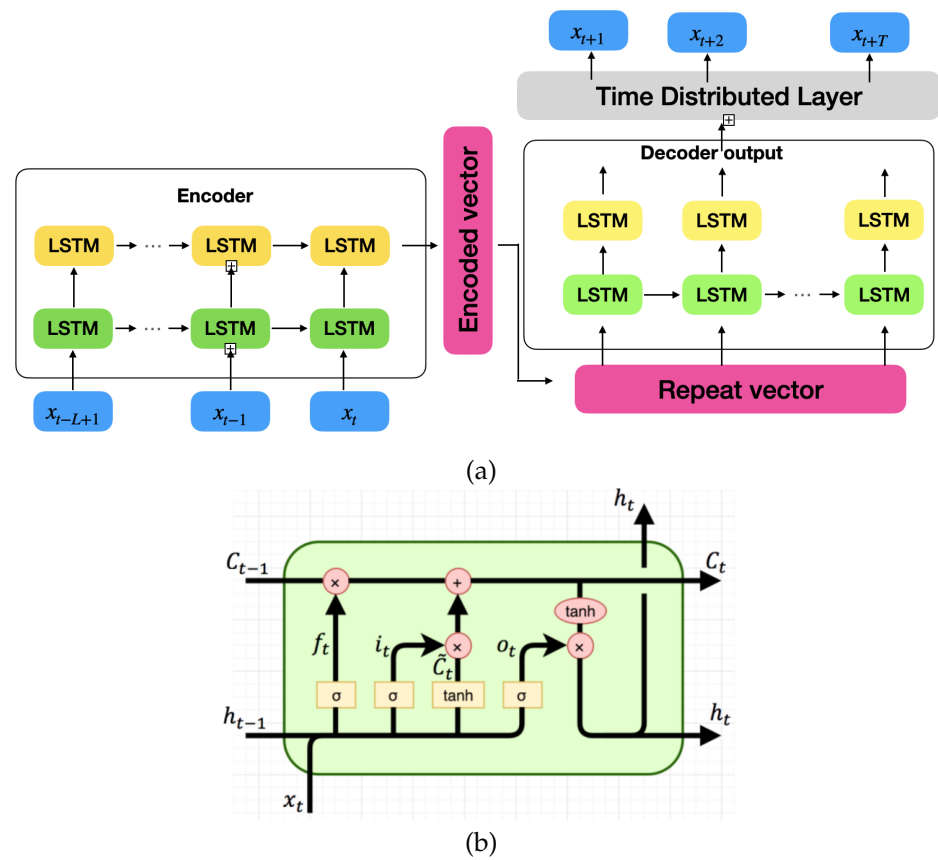 x_{t+1} x_{t+2} x_{t+T}
Time Distributed Layer
Decoder output
Encoder
Encoded vector
LSTM LSTM LSTM
LSTM ... LSTM LSTM
LSTM LSTM ... LSTM
LSTM ... LSTM LSTM
x_{t-L+1} x_{t-1} x_t
Repeat vector
(a)
h_t
C_{t-1} C_t
× +
tanh
f_t i_t × o_t ×
C̃_t
σ σ tanh σ
h_{t-1} h_t
x_t
(b)